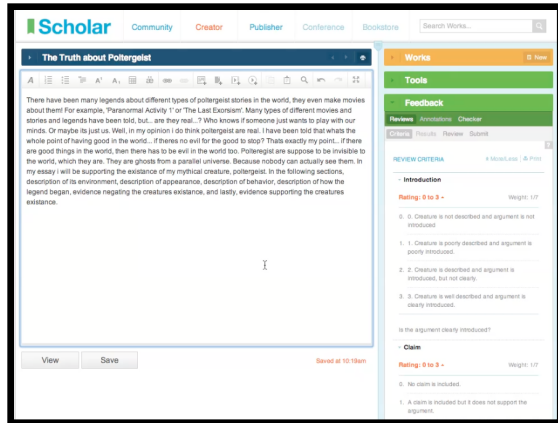 Scholar
Community
Creator
Publisher
Conference
Bookstore
Search Works...
The Truth about Poltergeist
There have been many legends about different types of poltergeist stories in the world, they even make movies
about them! For example, 'Paranormal Activity 1' or 'The Last Exorsism'. Many types of different movies and
stories and legends have been told, but... are they real...? Who knows if someone just wants to play with our
minds. Or maybe its just us. Well, in my opinion i do think poltergeist are real. I have been told that whats the
whole point of having good in the world... if theres no evil for the good to stop? Thats exactly my point... if there
are good things in the world, then there has to be evil in the world too. Poltergeist are suppose to be invisible to
the world, which they are. They are ghosts from a parallel universe. Because nobody can actually see them. In
my essay i will be supporting the existance of my mythical creature, poltergeist. In the following sections,
description of its environment, description of appearance, description of behavior, description of how the
legend began, evidence negating the creatures existance, and lastly, evidence supporting the creatures
existance.
View
Save
Saved at 10:18am
Works
New
Tools
Feedback
Reviews Annotations Checker
Criteria Results Review Submit
REVIEW CRITERIA
More/Less
Print
Introduction
Rating: 0 to 3
Weight: 1/7
0. 0. Creature is not described and argument is not
introduced.
1. 1. Creature is poorly described and argument is
poorly introduced.
2. 2. Creature is described and argument is
introduced, but not clearly.
3. 3. Creature is well described and argument is
clearly introduced.
Is the argument clearly introduced?
Claim
Rating: 0 to 3
Weight: 1/7
0. No claim is included.
1. A claim is included but it does not support the
argument.